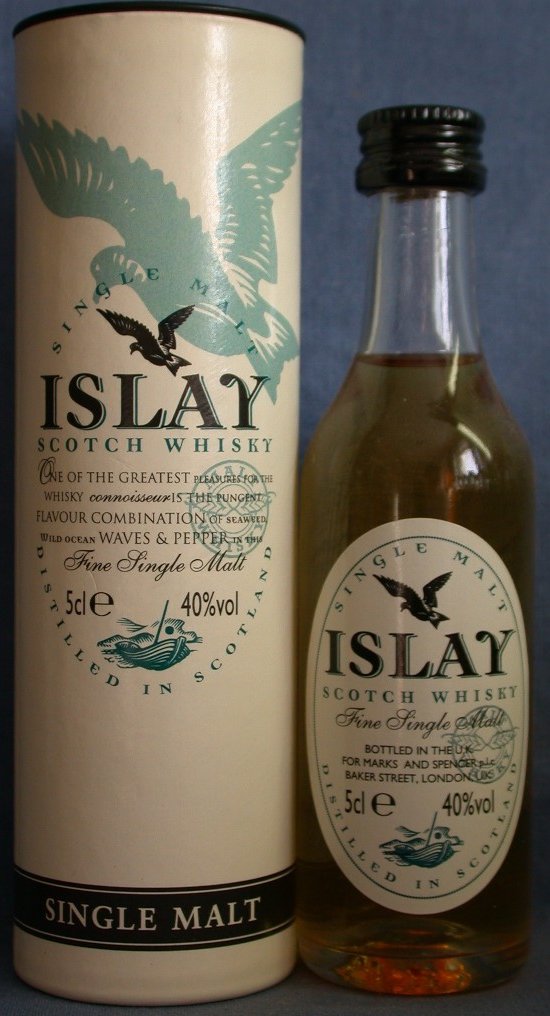 SINGLE MALT
ISLAY
SCOTCH WHISKY
ONE OF THE GREATEST PLEASURES FOR THE
WHISKY connoisseur IS THE PUNGENT
FLAVOUR COMBINATION OF SEAWEED,
WILD OCEAN WAVES & PEPPER IN THIS
Fine Single Malt
5cl e 40%vol
DISTILLED IN SCOTLAND
SINGLE MALT
SINGLE MALT
ISLAY
SCOTCH WHISKY
Fine Single Malt
BOTTLED IN THE U.K.
FOR MARKS AND SPENCER p.l.c.
BAKER STREET, LONDON, U.K.
5cl e 40%vol
DISTILLED IN SCOTLAND